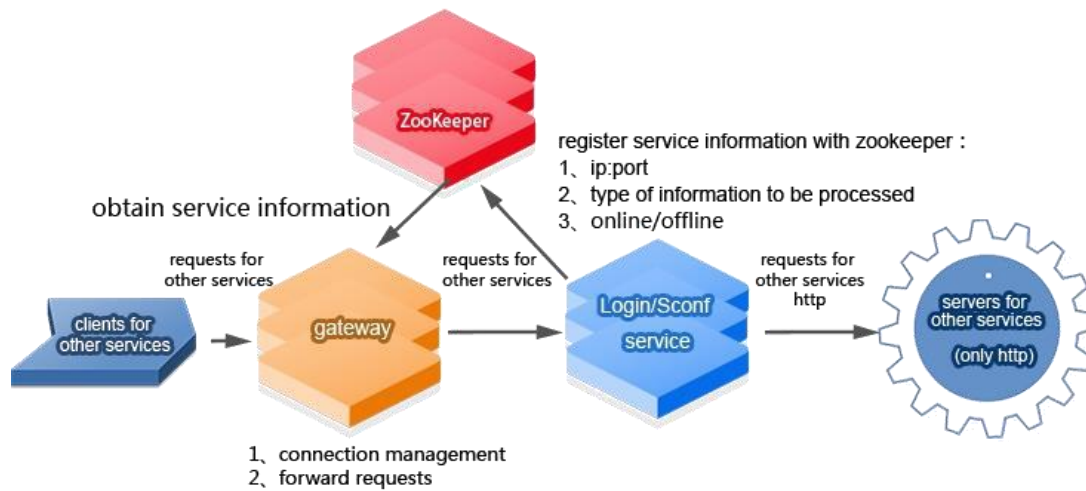 ZooKeeper
register service information with zookeeper :
1、ip:port
2、type of information to be processed
3、online/offline
obtain service information
requests for
other services
requests for
other services
requests for
other services
http
clients for
other services
gateway
Login/Sconf
service
servers for
other services
(only http)
1、connection management
2、forward requests